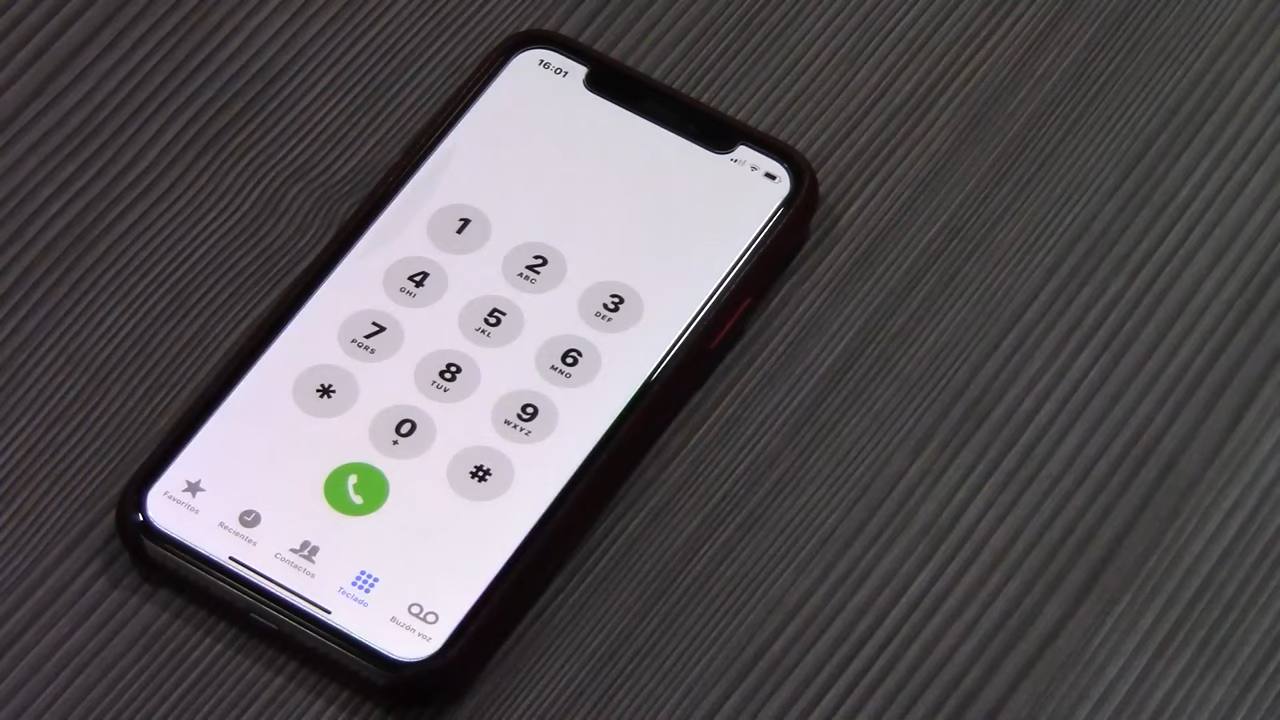 16:01
1
2
ABC
3
DEF
4
GHI
5
JKL
6
MNO
7
PQRS
8
TUV
9
WXYZ
*
0
+
#
Favoritos
Recientes
Contactos
Teclado
Buzón voz